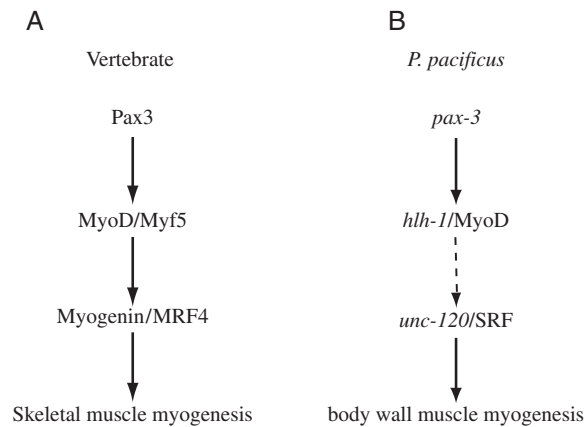 A
Vertebrate
Pax3
MyoD/Myf5
Myogenin/MRF4
Skeletal muscle myogenesis
B
P. pacificus
pax-3
hlh-1/MyoD
unc-120/SRF
body wall muscle myogenesis